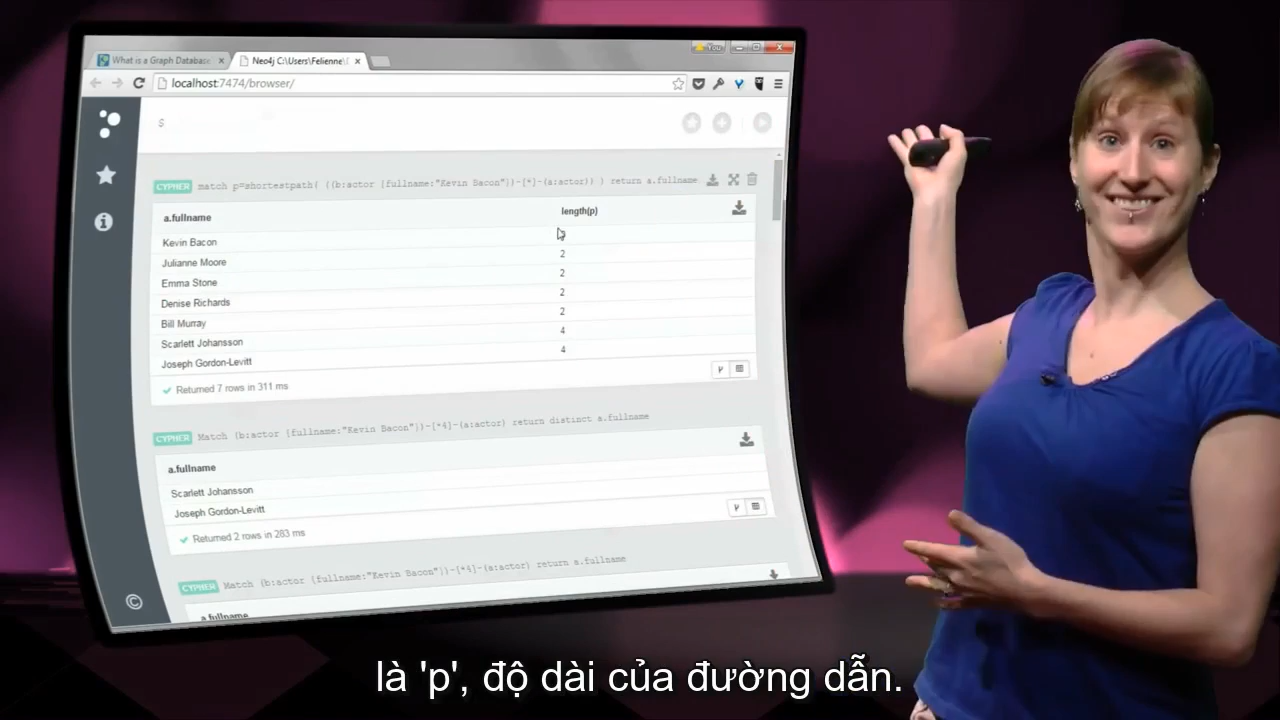 You
What is a Graph Database
Neo4j C:\Users\Felienne\
localhost:7474/browser/
$
CYPHER match p=shortestpath( ((b:actor {fullname:"Kevin Bacon"})-[*]-(a:actor)) ) return a.fullname
a.fullname length(p)
Kevin Bacon
Julianne Moore 2
Emma Stone 2
Denise Richards 2
Bill Murray 2
Scarlett Johansson 4
Joseph Gordon-Levitt 4
Returned 7 rows in 311 ms
CYPHER Match (b:actor {fullname:"Kevin Bacon"})-[*4]-(a:actor) return distinct a.fullname
a.fullname
Scarlett Johansson
Joseph Gordon-Levitt
Returned 2 rows in 283 ms
CYPHER Match (b:actor {fullname:"Kevin Bacon"})-[*4]-(a:actor) return a.fullname
a.fullname
©
là 'p', độ dài của đường dẫn.